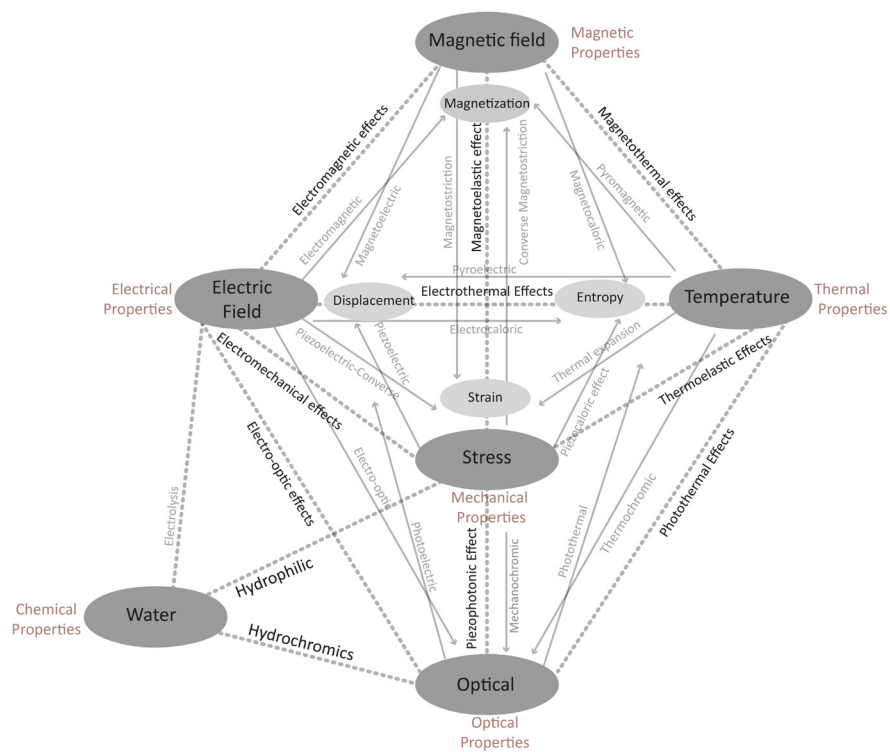 Magnetic field
Magnetic
Properties
Magnetization
Electromagnetic effects
Magnetothermal effects
Magnetoelastic effect
Magnetostriction
Converse Magnetostriction
Electromagnetic
Magnetoelectric
Magnetocaloric
Pyromagnetic
Electrical
Properties
Electric
Field
Displacement
Pyroelectric
Electrothermal Effects
Electrocaloric
Entropy
Temperature
Thermal
Properties
Electromechanical effects
Piezoelectric-Converse
Piezoelectric
Thermal expansion
Thermoelastic Effects
Strain
Piezocaloric effect
Stress
Mechanical
Properties
Electro-optic effects
Electro-optic
Photoelectric
Piezophotonic Effect
Mechanochromic
Photothermal
Thermochromic
Photothermal Effects
Electrolysis
Hydrophilic
Chemical
Properties
Water
Hydrochromics
Optical
Optical
Properties